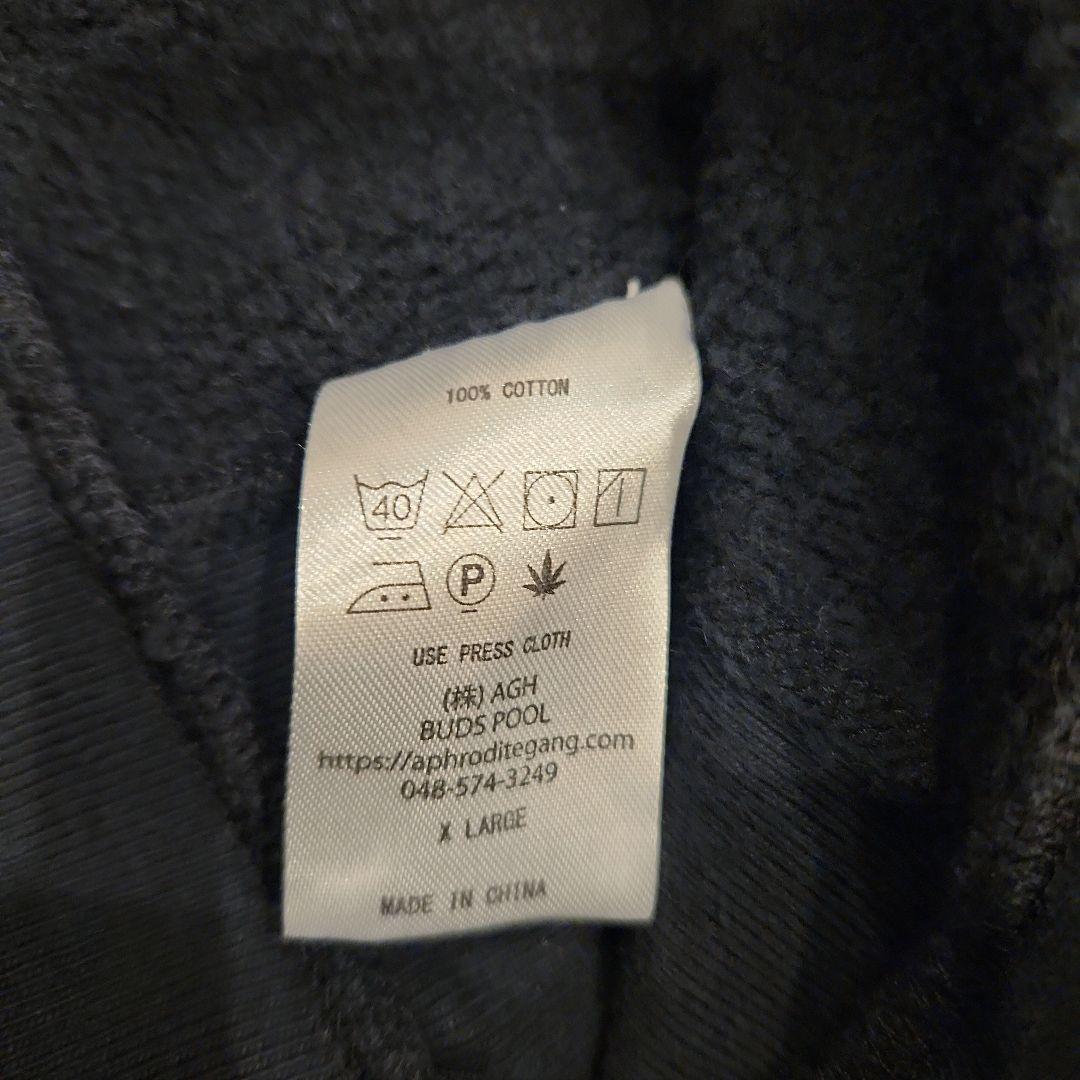 100% COTTON
40
P
USE PRESS CLOTH
(株) AGH
BUDS POOL
https://aphroditegang.com
048-574-3249
X LARGE
MADE IN CHINA